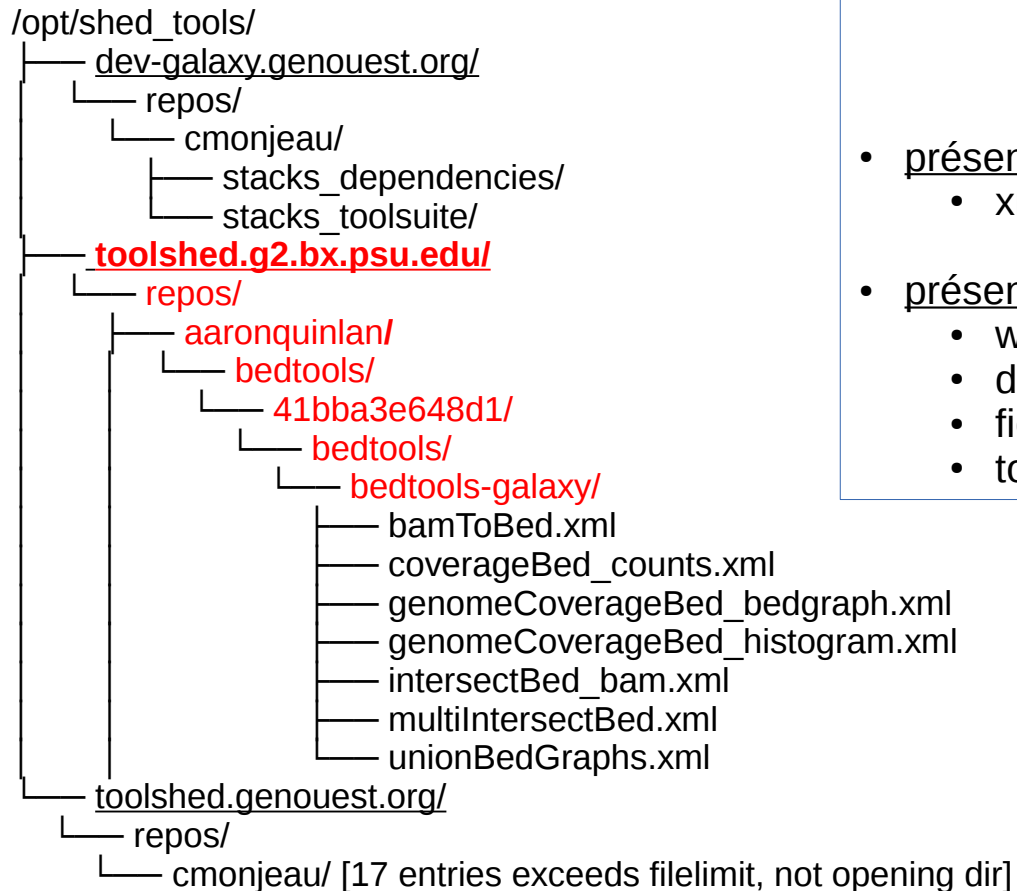 /opt/shed_tools/
├── dev-galaxy.genouest.org/
│   └── repos/
│       └── cmonjeau/
│           ├── stacks_dependencies/
│           └── stacks_toolsuite/
├── toolshed.g2.bx.psu.edu/
│   └── repos/
│       ├── aaronquinlan/
│       │   └── bedtools/
│       │       └── 41bba3e648d1/
│       │           └── bedtools/
│       │               └── bedtools-galaxy/
│       │                   ├── bamToBed.xml
│       │                   ├── coverageBed_counts.xml
│       │                   ├── genomeCoverageBed_bedgraph.xml
│       │                   ├── genomeCoverageBed_histogram.xml
│       │                   ├── intersectBed_bam.xml
│       │                   ├── multiIntersectBed.xml
│       │                   └── unionBedGraphs.xml
└── toolshed.genouest.org/
    └── repos/
        └── cmonjeau/ [17 entries exceeds filelimit, not opening dir]